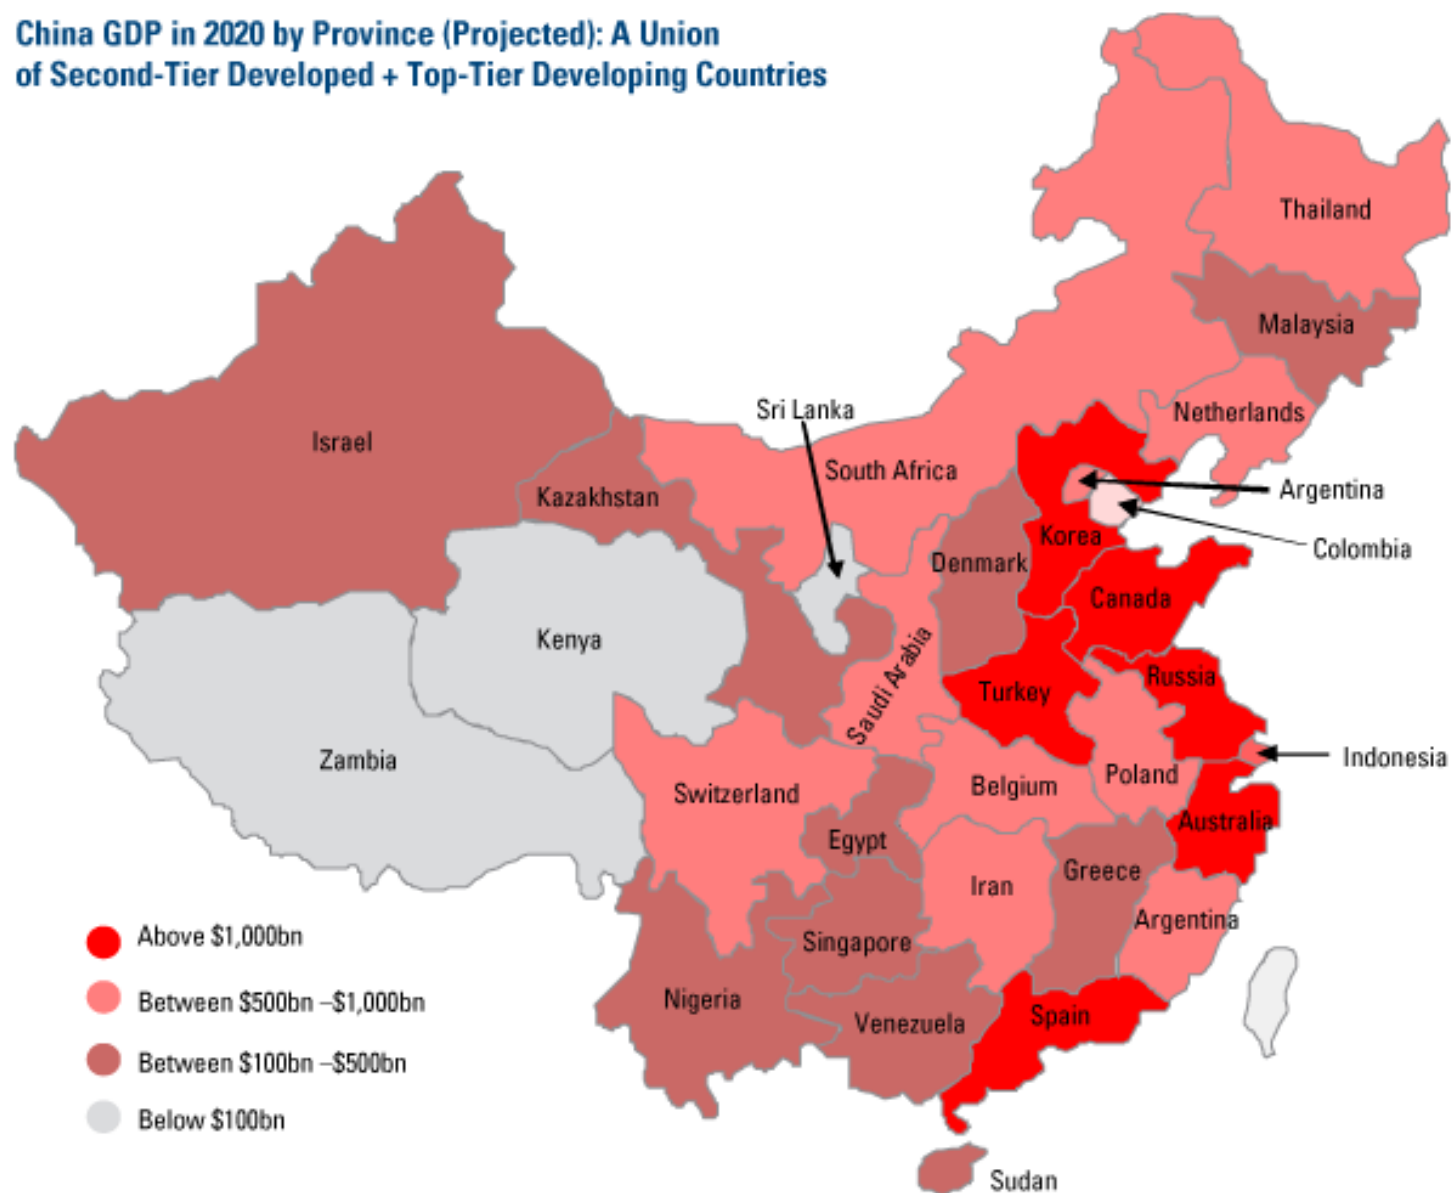 China GDP in 2020 by Province (Projected): A Union
of Second-Tier Developed + Top-Tier Developing Countries
Thailand
Malaysia
Netherlands
Sri Lanka
Israel
South Africa
Kazakhstan
Argentina
Korea
Colombia
Denmark
Canada
Kenya
Saudi Arabia
Russia
Turkey
Zambia
Indonesia
Poland
Belgium
Switzerland
Australia
Egypt
Greece
Iran
Argentina
Singapore
Nigeria
Venezuela
Spain
Sudan
Above $1,000bn
Between $500bn –$1,000bn
Between $100bn –$500bn
Below $100bn